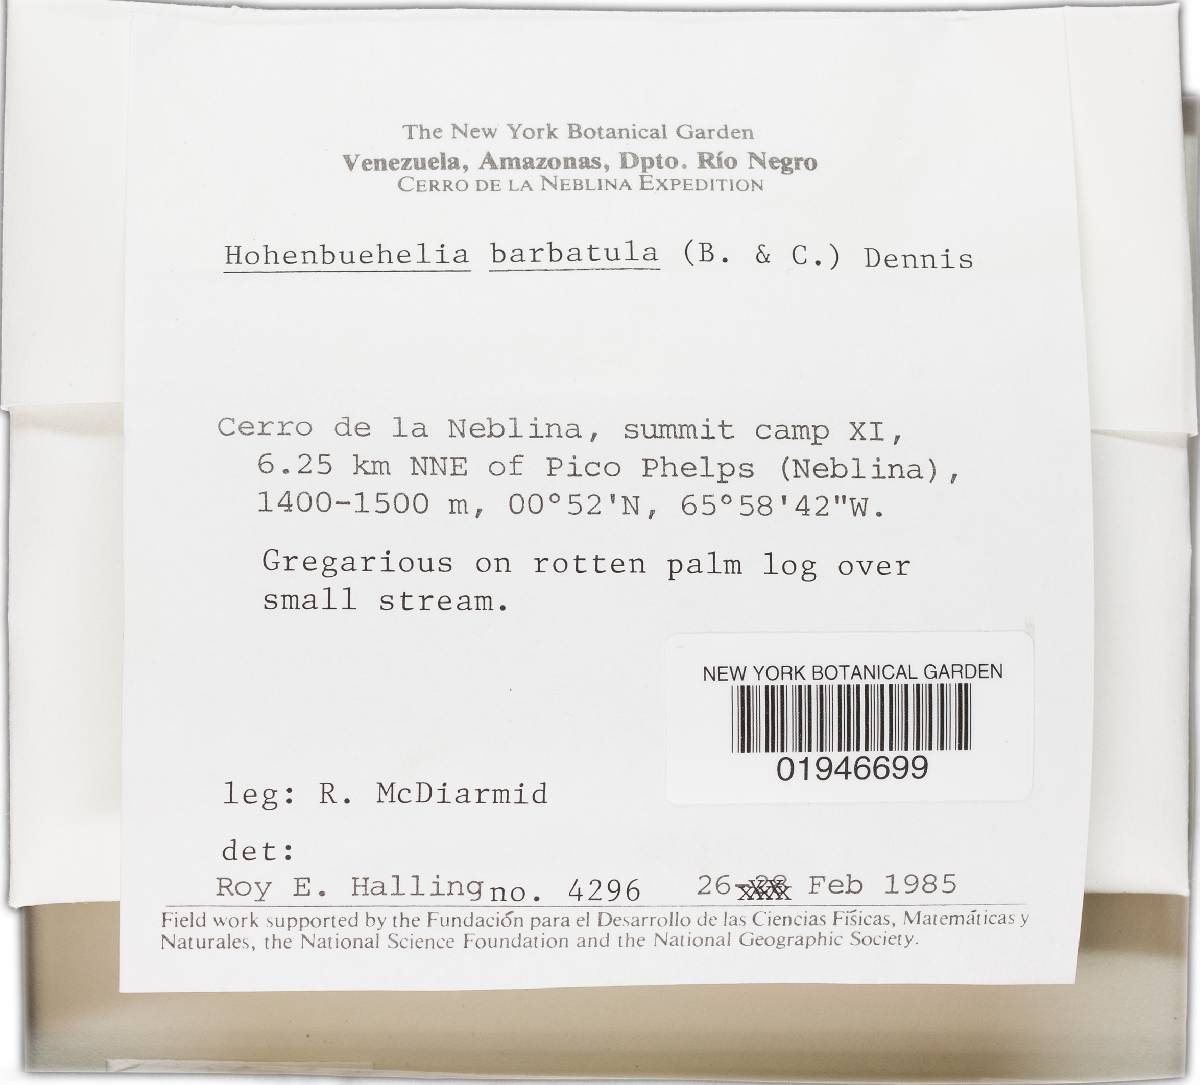 The New York Botanical Garden
Venezuela, Amazonas, Dpto. Río Negro
CERRO DE LA NEBLINA EXPEDITION
Hohenbuehelia barbatula (B. & C.) Dennis
Cerro de la Neblina, summit camp XI,
6.25 km NNE of Pico Phelps (Neblina),
1400-1500 m, 00°52'N, 65°58'42"W.
Gregarious on rotten palm log over
small stream.
NEW YORK BOTANICAL GARDEN
01946699
leg: R. McDiarmid
det:
Roy E. Halling no. 4296 26 Feb 1985
Field work supported by the Fundación para el Desarrollo de las Ciencias Físicas, Matemáticas y
Naturales, the National Science Foundation and the National Geographic Society.